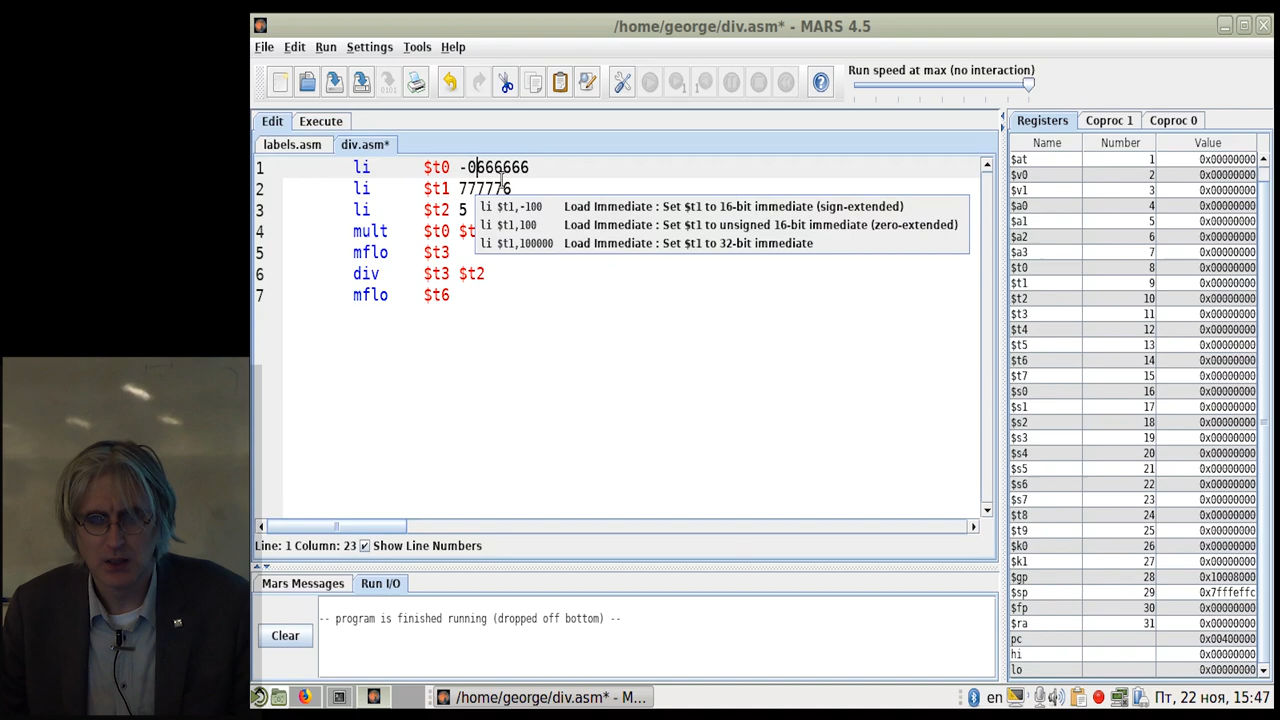 /home/george/div.asm* - MARS 4.5
File Edit Run Settings Tools Help
Run speed at max (no interaction)
Edit Execute
labels.asm div.asm*
1 li $t0 -0666666
2 li $t1 777776
3 li $t2 5
4 mult $t0 $t
5 mflo $t3
6 div $t3 $t2
7 mflo $t6
li $t1,-100 Load Immediate : Set $t1 to 16-bit immediate (sign-extended)
li $t1,100 Load Immediate : Set $t1 to unsigned 16-bit immediate (zero-extended)
li $t1,100000 Load Immediate : Set $t1 to 32-bit immediate
Line: 1 Column: 23 Show Line Numbers
Mars Messages Run I/O
-- program is finished running (dropped off bottom) --
Clear
Registers Coproc 1 Coproc 0
Name Number Value
$at 1 0x00000000
$v0 2 0x00000000
$v1 3 0x00000000
$a0 4 0x00000000
$a1 5 0x00000000
$a2 6 0x00000000
$a3 7 0x00000000
$t0 8 0x00000000
$t1 9 0x00000000
$t2 10 0x00000000
$t3 11 0x00000000
$t4 12 0x00000000
$t5 13 0x00000000
$t6 14 0x00000000
$t7 15 0x00000000
$s0 16 0x00000000
$s1 17 0x00000000
$s2 18 0x00000000
$s3 19 0x00000000
$s4 20 0x00000000
$s5 21 0x00000000
$s6 22 0x00000000
$s7 23 0x00000000
$t8 24 0x00000000
$t9 25 0x00000000
$k0 26 0x00000000
$k1 27 0x00000000
$gp 28 0x10008000
$sp 29 0x7fffeffc
$fp 30 0x00000000
$ra 31 0x00000000
pc 0x00400000
hi 0x00000000
lo 0x00000000
/home/george/div.asm* - M... en Пт, 22 ноя, 15:47